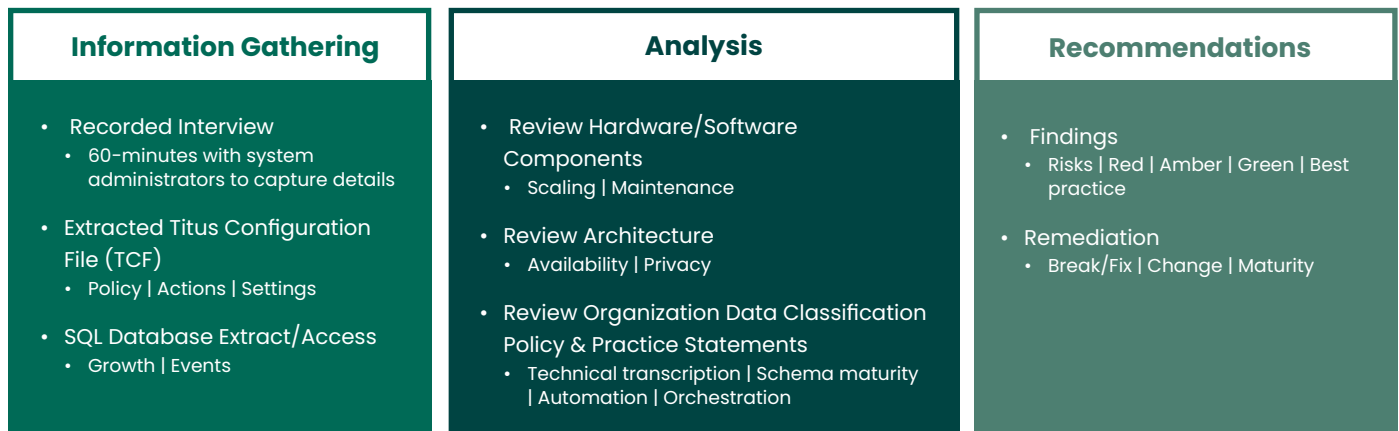 Information Gathering
• Recorded Interview
• 60-minutes with system
administrators to capture details
• Extracted Titus Configuration
File (TCF)
• Policy | Actions | Settings
• SQL Database Extract/Access
• Growth | Events
Analysis
• Review Hardware/Software
Components
• Scaling | Maintenance
• Review Architecture
• Availability | Privacy
• Review Organization Data Classification
Policy & Practice Statements
• Technical transcription | Schema maturity
| Automation | Orchestration
Recommendations
• Findings
• Risks | Red | Amber | Green | Best
practice
• Remediation
• Break/Fix | Change | Maturity